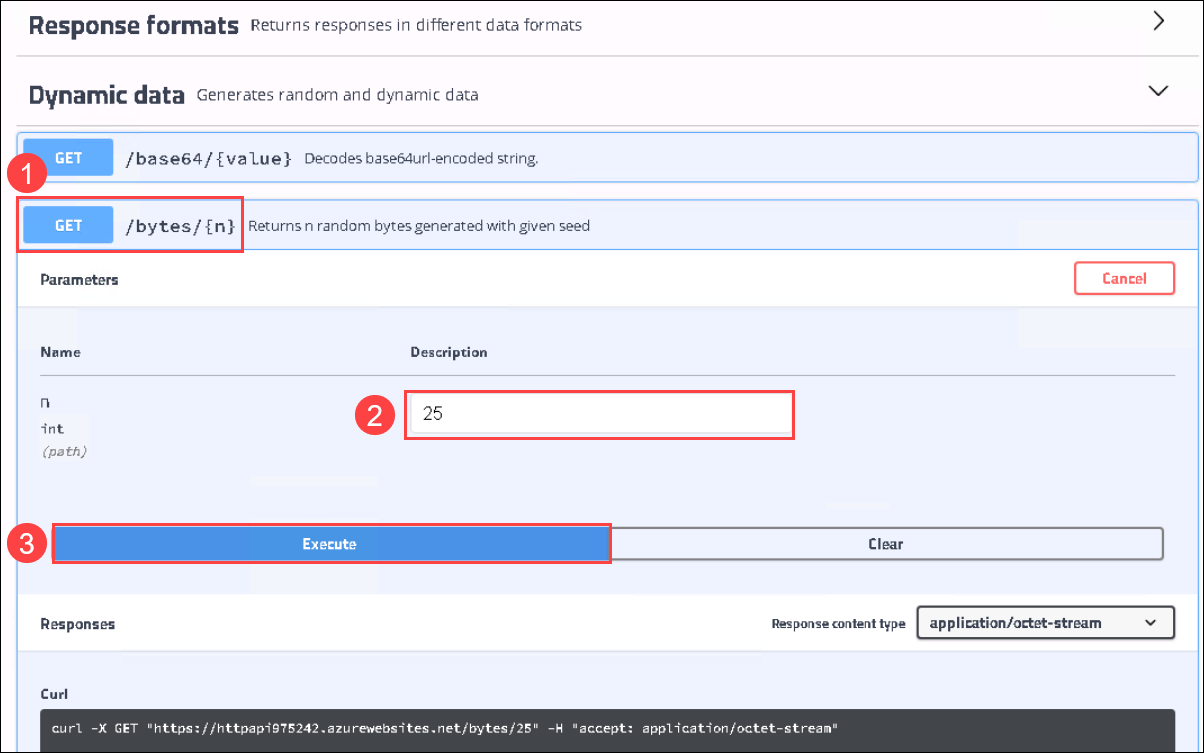 Response formats Returns responses in different data formats
Dynamic data Generates random and dynamic data
GET /base64/{value} Decodes base64url-encoded string.
1
GET /bytes/{n} Returns n random bytes generated with given seed
Parameters Cancel
Name Description
n
int
(path)
2 25
3 Execute Clear
Responses Response content type application/octet-stream
Curl
curl -X GET "https://httpapi975242.azurewebsites.net/bytes/25" -H "accept: application/octet-stream"